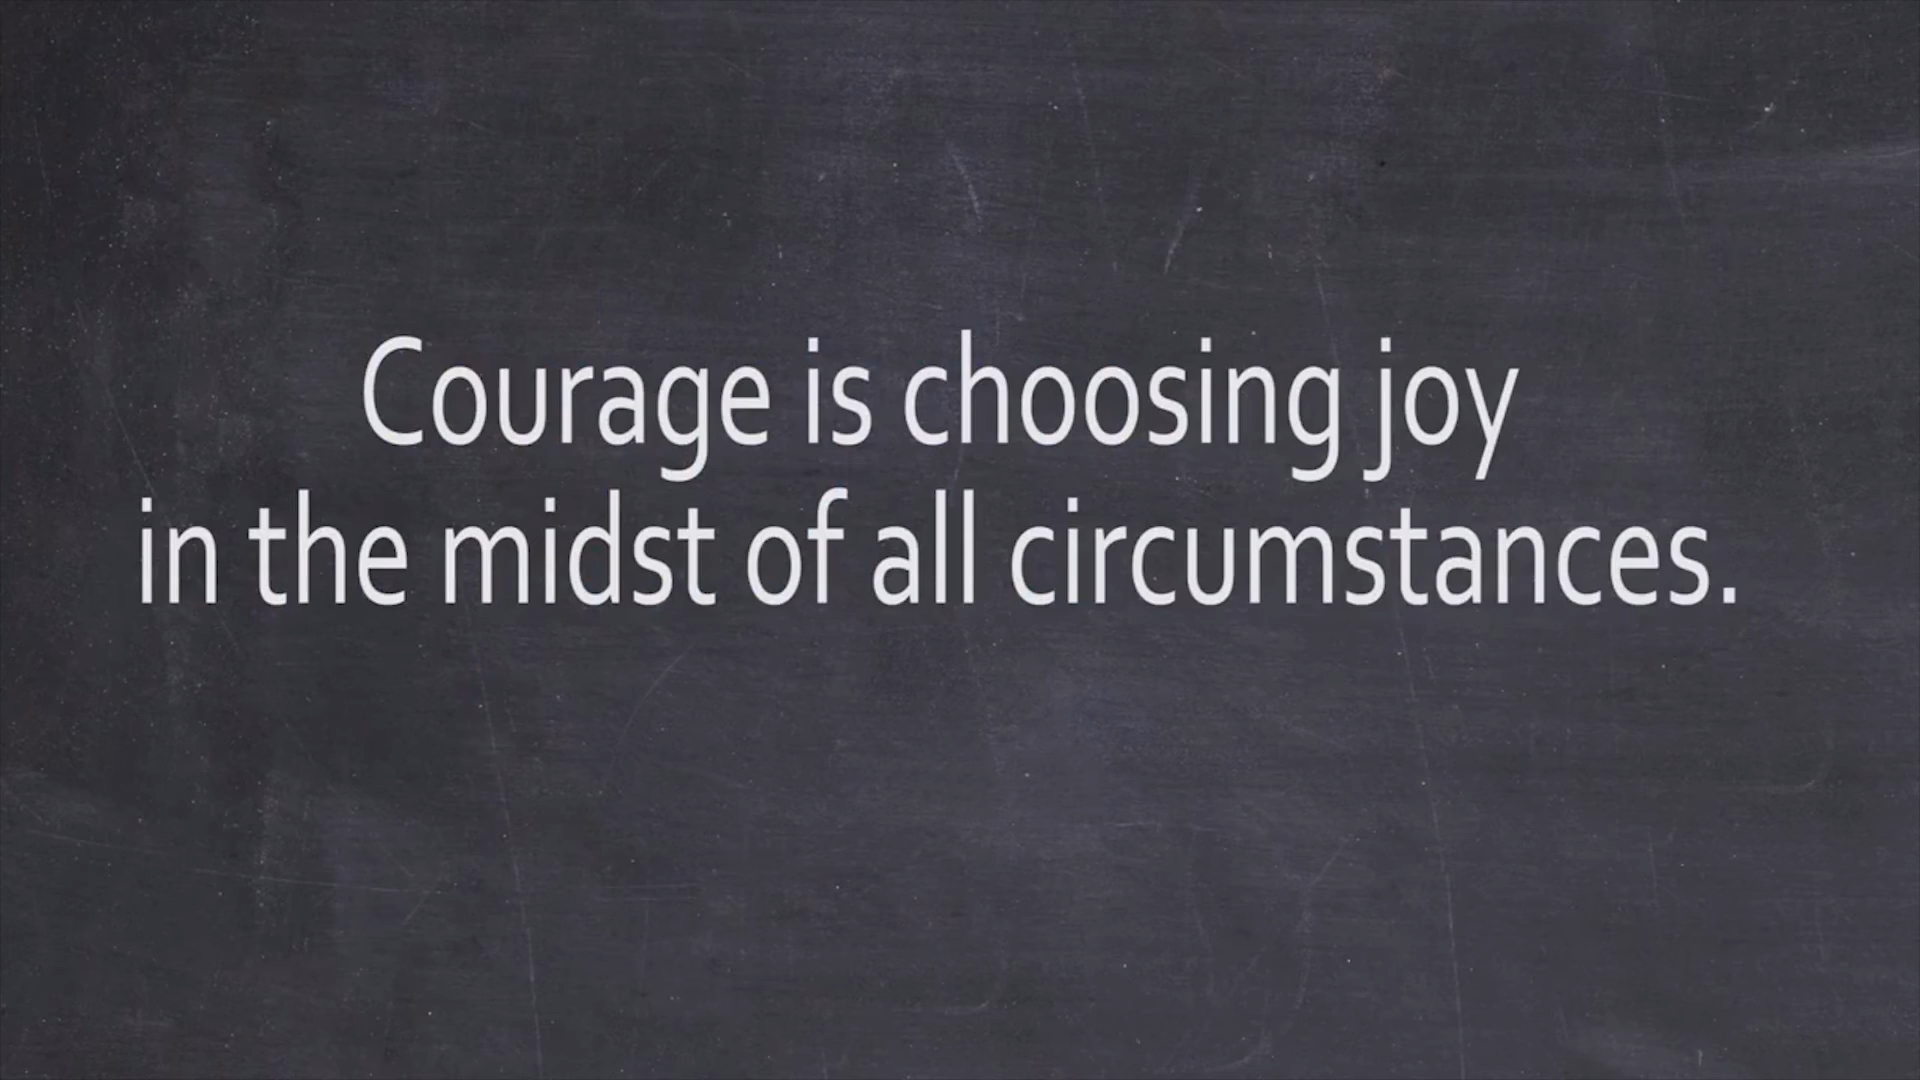 Courage is choosing joy
in the midst of all circumstances.